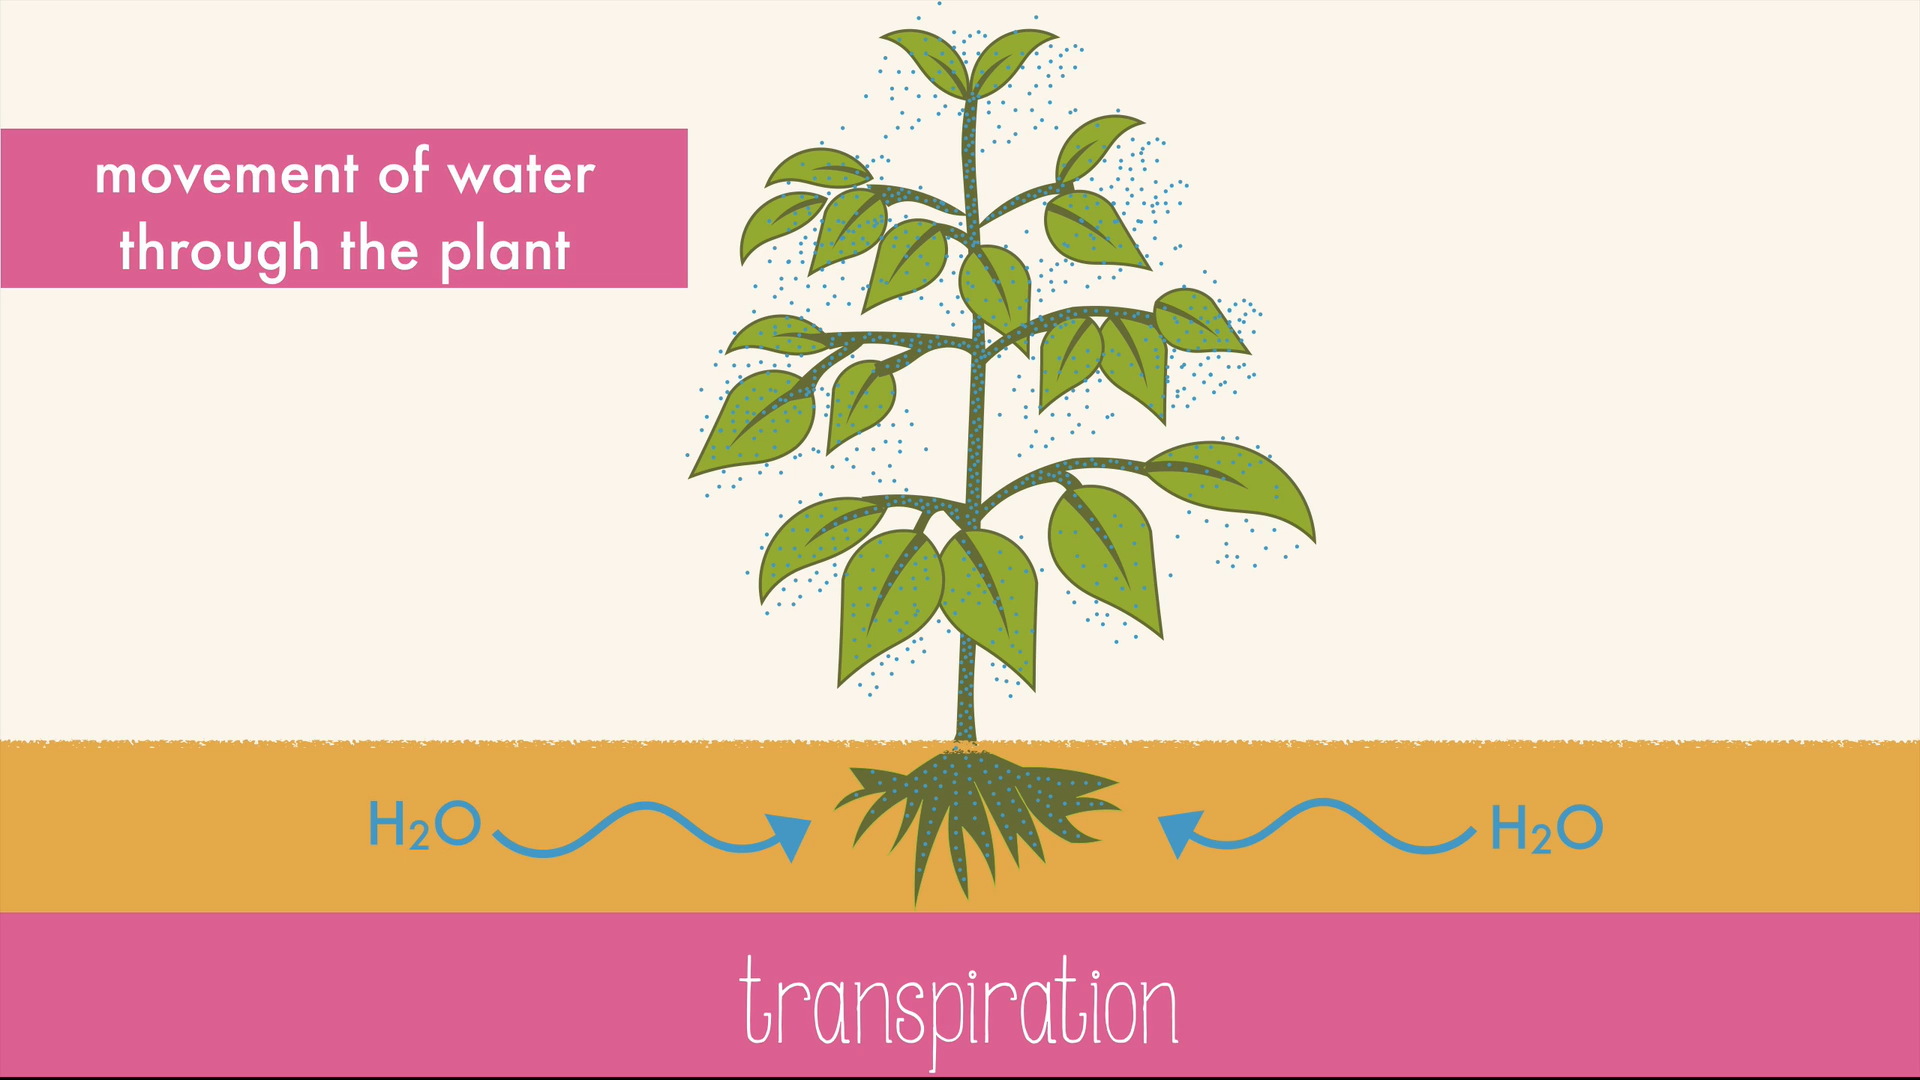 movement of water
through the plant
H₂O
H₂O
transpiration